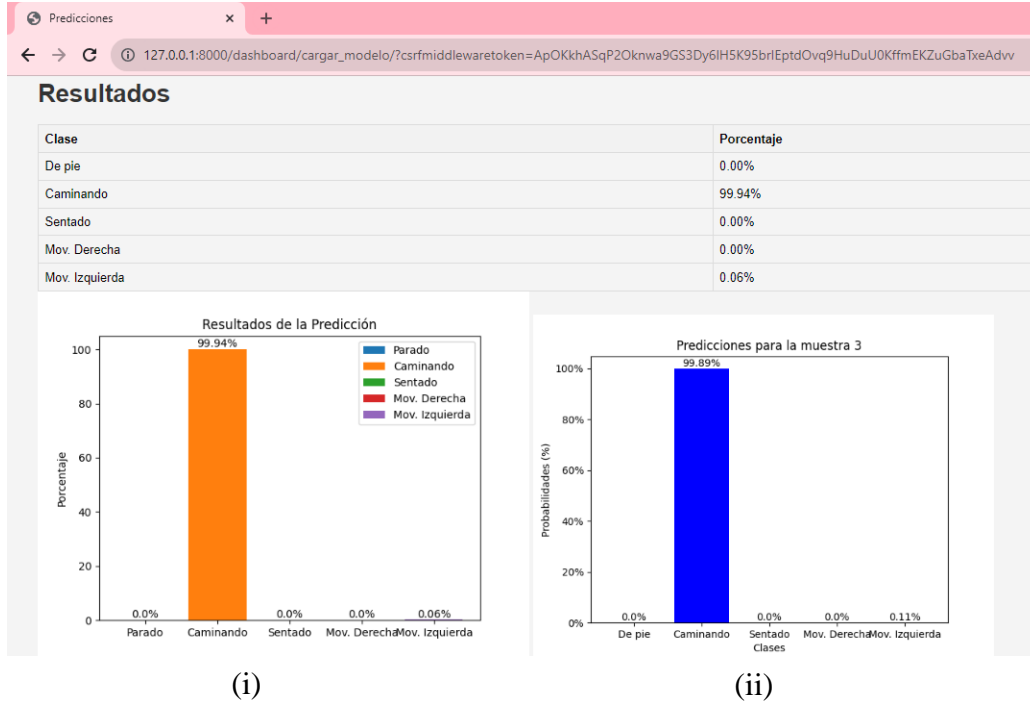 Predicciones
127.0.0.1:8000/dashboard/cargar_modelo/?csrfmiddlewaretoken=ApOKkhASqP2Oknwa9GS3Dy6IH5K95brIEptdOvq9HuDuU0KffmEKZuGbaTxeAdvv
Resultados
Clase Porcentaje
De pie 0.00%
Caminando 99.94%
Sentado 0.00%
Mov. Derecha 0.00%
Mov. Izquierda 0.06%
Resultados de la Predicción
Porcentaje
100
80
60
40
20
0
99.94%
0.0% 0.0% 0.0% 0.06%
Parado
Caminando
Sentado
Mov. Derecha
Mov. Izquierda
Parado Caminando Sentado Mov. Derecha Mov. Izquierda
(i)
Predicciones para la muestra 3
Probabilidades (%)
100%
80%
60%
40%
20%
0%
99.89%
0.0% 0.0% 0.0% 0.11%
De pie Caminando Sentado Mov. Derecha Mov. Izquierda
Clases
(ii)